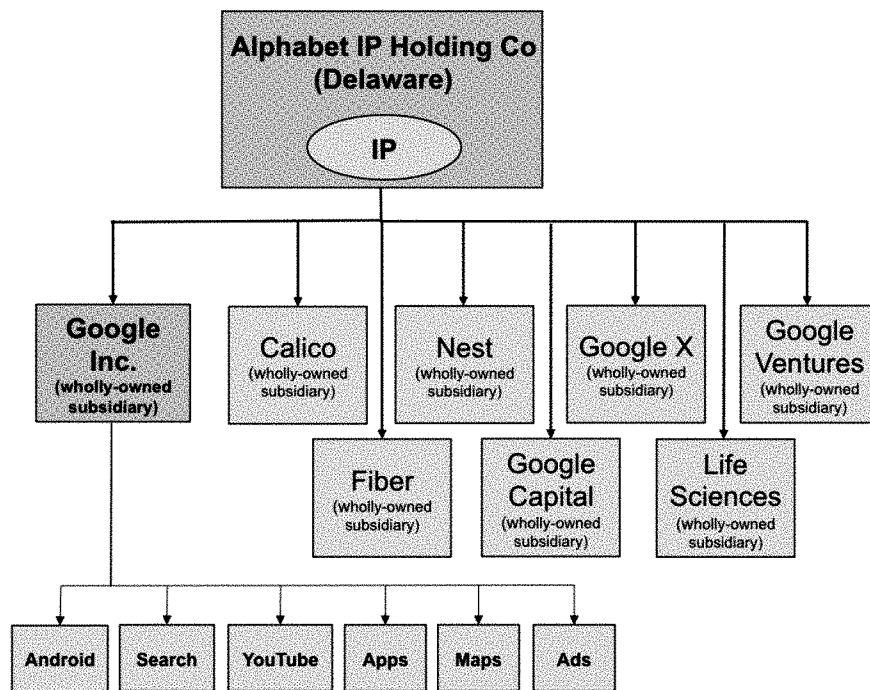 Alphabet IP Holding Co
(Delaware)
IP
Google
Inc.
(wholly-owned
subsidiary)
Calico
(wholly-owned
subsidiary)
Nest
(wholly-owned
subsidiary)
Google X
(wholly-owned
subsidiary)
Google
Ventures
(wholly-owned
subsidiary)
Fiber
(wholly-owned
subsidiary)
Google
Capital
(wholly-owned
subsidiary)
Life
Sciences
(wholly-owned
subsidiary)
Android
Search
YouTube
Apps
Maps
Ads